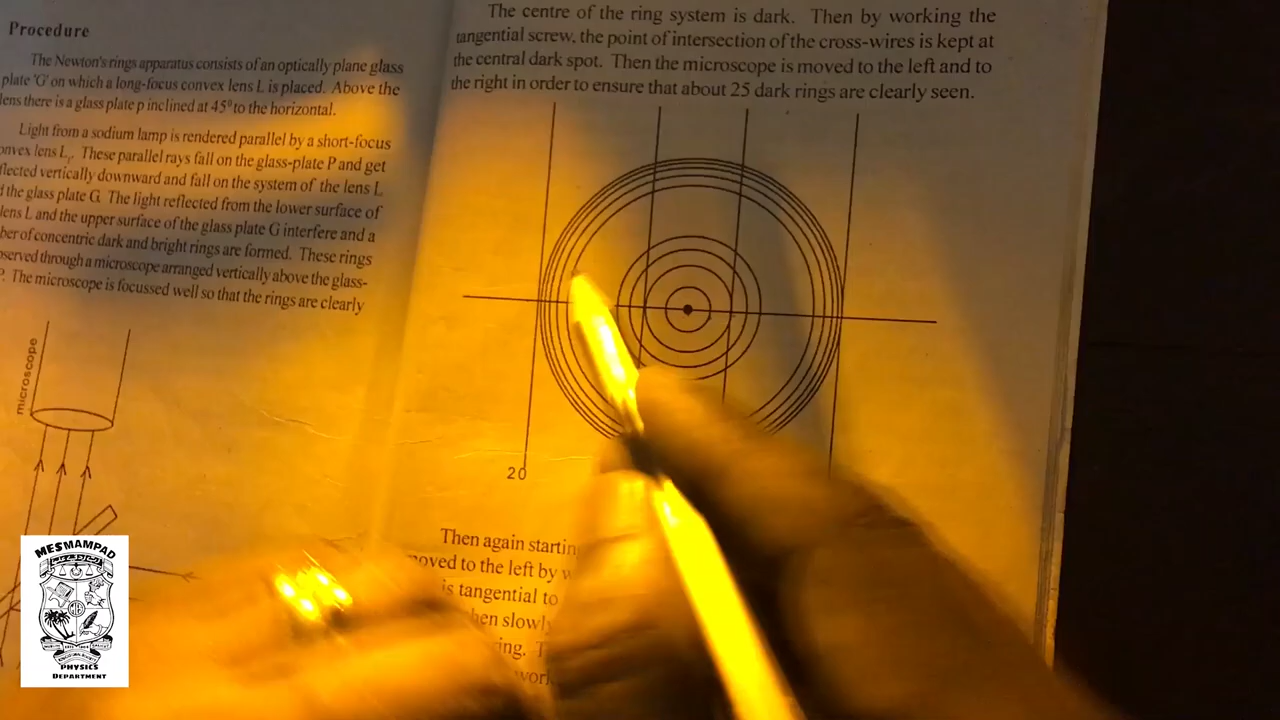 Procedure
The Newton's rings apparatus consists of an optically plane glass
plate 'G' on which a long-focus convex lens L is placed. Above the
lens there is a glass plate p inclined at 45° to the horizontal.
Light from a sodium lamp is rendered parallel by a short-focus
onvex lens L. These parallel rays fall on the glass-plate P and get
flected vertically downward and fall on the system of the lens L
d the glass plate G. The light reflected from the lower surface of
lens L and the upper surface of the glass plate G interfere and a
ber of concentric dark and bright rings are formed. These rings
served through a microscope arranged vertically above the glass-
P. The microscope is focussed well so that the rings are clearly
microscope
MESMAMPAD
PHYSICS
DEPARTMENT
The centre of the ring system is dark. Then by working the
tangential screw, the point of intersection of the cross-wires is kept at
the central dark spot. Then the microscope is moved to the left and to
the right in order to ensure that about 25 dark rings are clearly seen.
20
Then again startin
oved to the left by w
is tangential to
hen slowly
ring. T
work